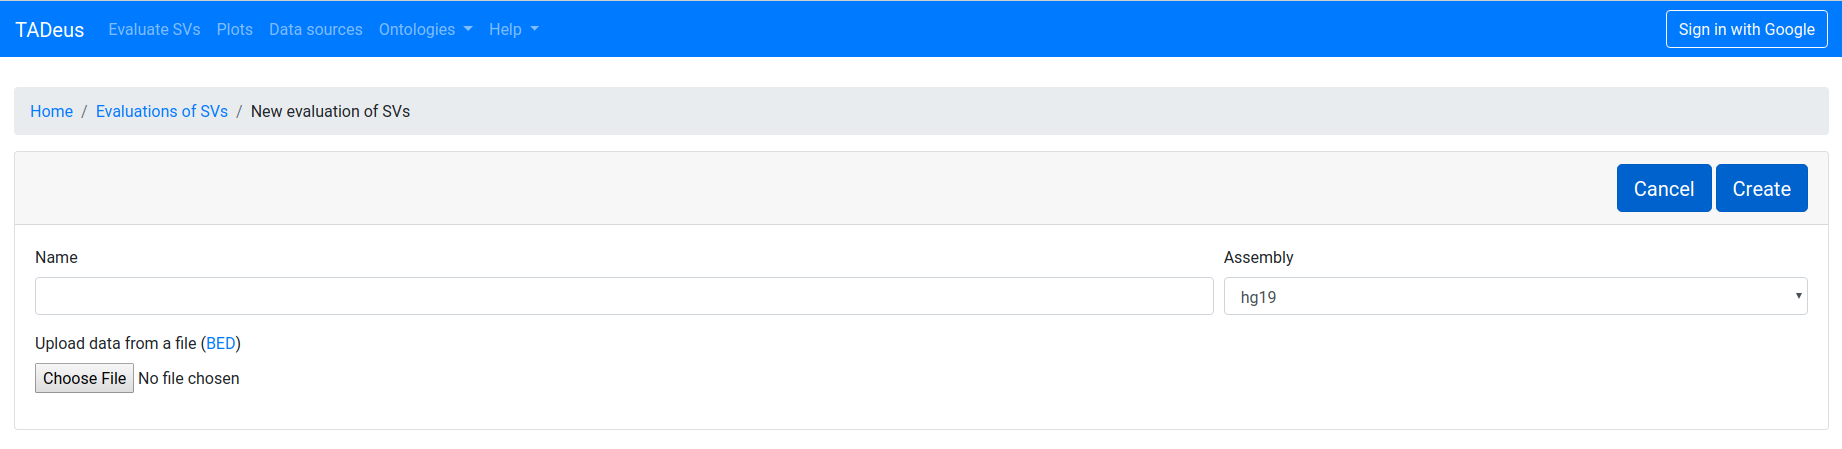 TADeus Evaluate SVs Plots Data sources Ontologies Help Sign in with Google
Home / Evaluations of SVs / New evaluation of SVs
Cancel Create
Name Assembly
hg19
Upload data from a file (BED)
Choose File No file chosen